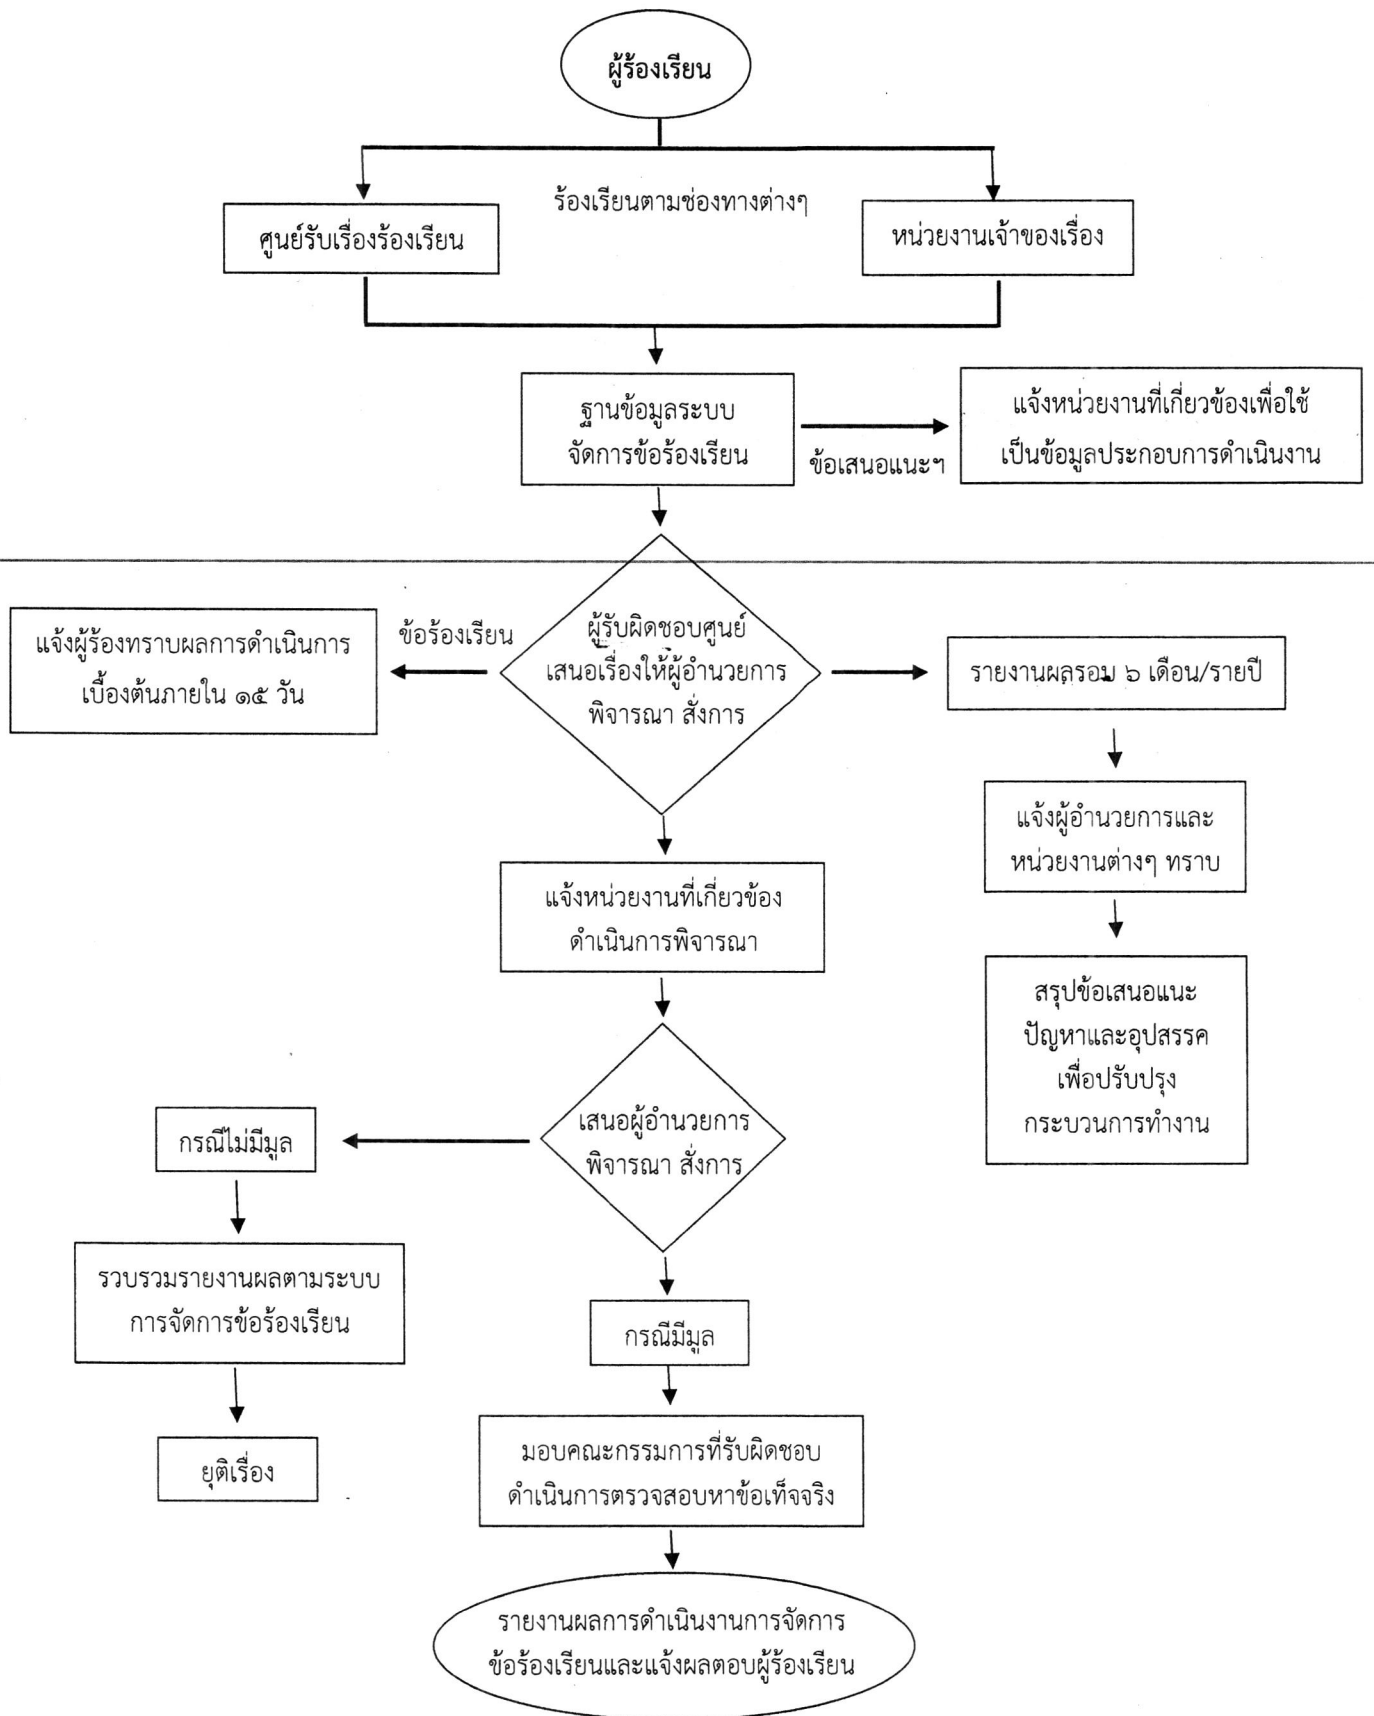 ผู้ร้องเรียน
ร้องเรียนตามช่องทางต่างๆ
ศูนย์รับเรื่องร้องเรียน
หน่วยงานเจ้าของเรื่อง
ฐานข้อมูลระบบ
จัดการข้อร้องเรียน
ข้อเสนอแนะฯ
แจ้งหน่วยงานที่เกี่ยวข้องเพื่อใช้
เป็นข้อมูลประกอบการดำเนินงาน
แจ้งผู้ร้องทราบผลการดำเนินการ
เบื้องต้นภายใน ๑๕ วัน
ข้อร้องเรียน
ผู้รับผิดชอบศูนย์
เสนอเรื่องให้ผู้อำนวยการ
พิจารณา สั่งการ
รายงานผลรอบ ๖ เดือน/รายปี
แจ้งผู้อำนวยการและ
หน่วยงานต่างๆ ทราบ
สรุปข้อเสนอแนะ
ปัญหาและอุปสรรค
เพื่อปรับปรุง
กระบวนการทำงาน
แจ้งหน่วยงานที่เกี่ยวข้อง
ดำเนินการพิจารณา
เสนอผู้อำนวยการ
พิจารณา สั่งการ
กรณีไม่มีมูล
รวบรวมรายงานผลตามระบบ
การจัดการข้อร้องเรียน
ยุติเรื่อง
กรณีมีมูล
มอบคณะกรรมการที่รับผิดชอบ
ดำเนินการตรวจสอบหาข้อเท็จจริง
รายงานผลการดำเนินงานการจัดการ
ข้อร้องเรียนและแจ้งผลตอบผู้ร้องเรียน